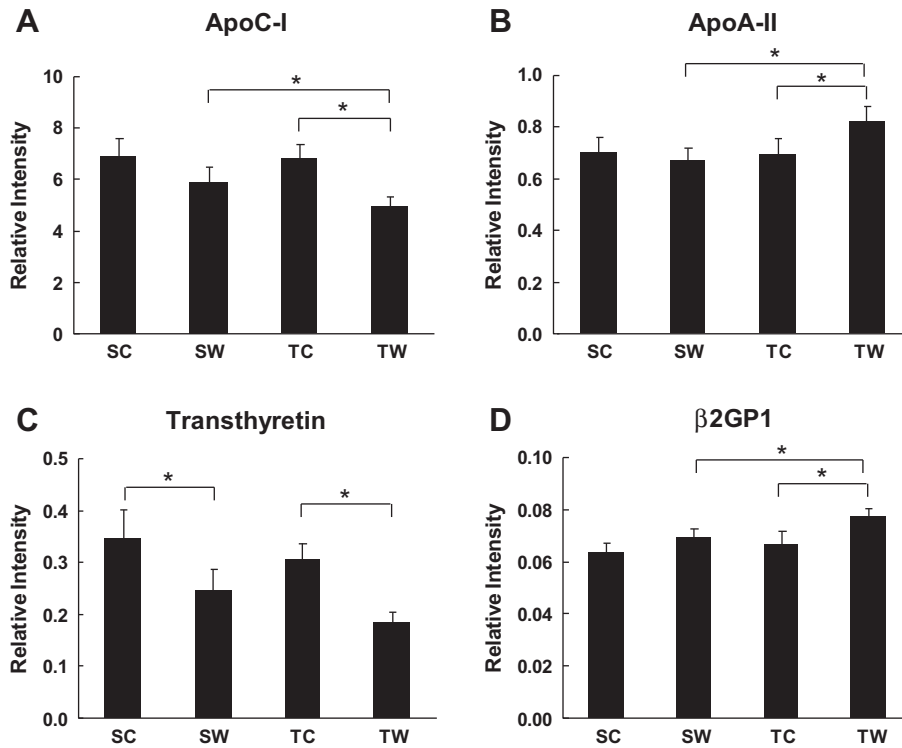 A
ApoC-I
Relative Intensity
10
8
6
4
2
0
*
*
SC SW TC TW
B
ApoA-II
Relative Intensity
1.0
0.8
0.6
0.4
0.2
0.0
*
*
SC SW TC TW
C
Transthyretin
Relative Intensity
0.5
0.4
0.3
0.2
0.1
0.0
*
*
SC SW TC TW
D
β2GP1
Relative Intensity
0.10
0.08
0.06
0.04
0.02
0.00
*
*
SC SW TC TW